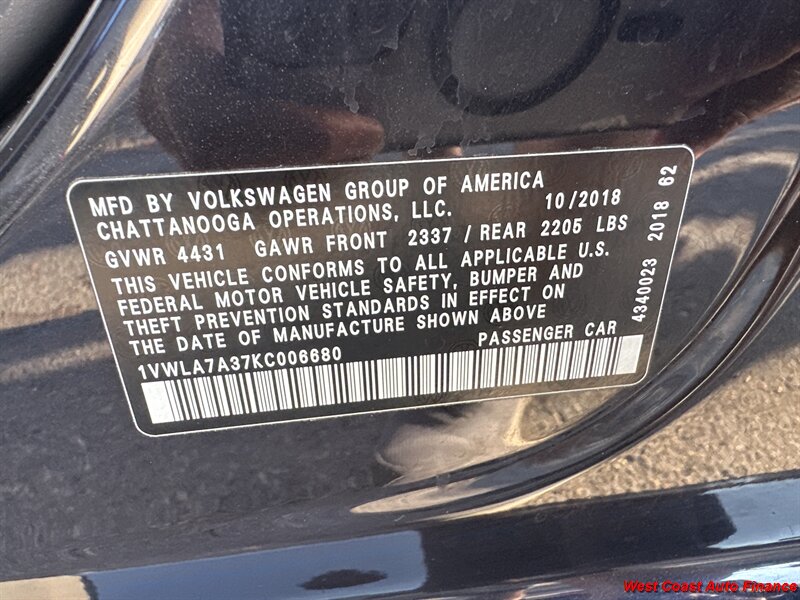 MFD BY VOLKSWAGEN GROUP OF AMERICA
CHATTANOOGA OPERATIONS, LLC. 10/2018
GVWR 4431 GAWR FRONT 2337 / REAR 2205 LBS
THIS VEHICLE CONFORMS TO ALL APPLICABLE U.S.
FEDERAL MOTOR VEHICLE SAFETY, BUMPER AND
THEFT PREVENTION STANDARDS IN EFFECT ON
THE DATE OF MANUFACTURE SHOWN ABOVE
1VWLA7A37KC006680 PASSENGER CAR
4340023 2018 62
West Coast Auto Finance